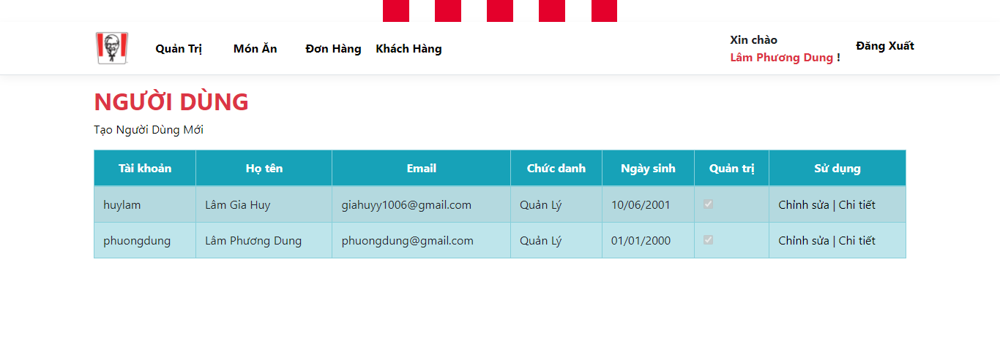 Quản Trị Món Ăn Đơn Hàng Khách Hàng Xin chào Đăng Xuất
Lâm Phương Dung !
NGƯỜI DÙNG
Tạo Người Dùng Mới
Tài khoản Họ tên Email Chức danh Ngày sinh Quản trị Sử dụng
huylam Lâm Gia Huy giahuyy1006@gmail.com Quản Lý 10/06/2001 Chỉnh sửa | Chi tiết
phuongdung Lâm Phương Dung phuongdung@gmail.com Quản Lý 01/01/2000 Chỉnh sửa | Chi tiết